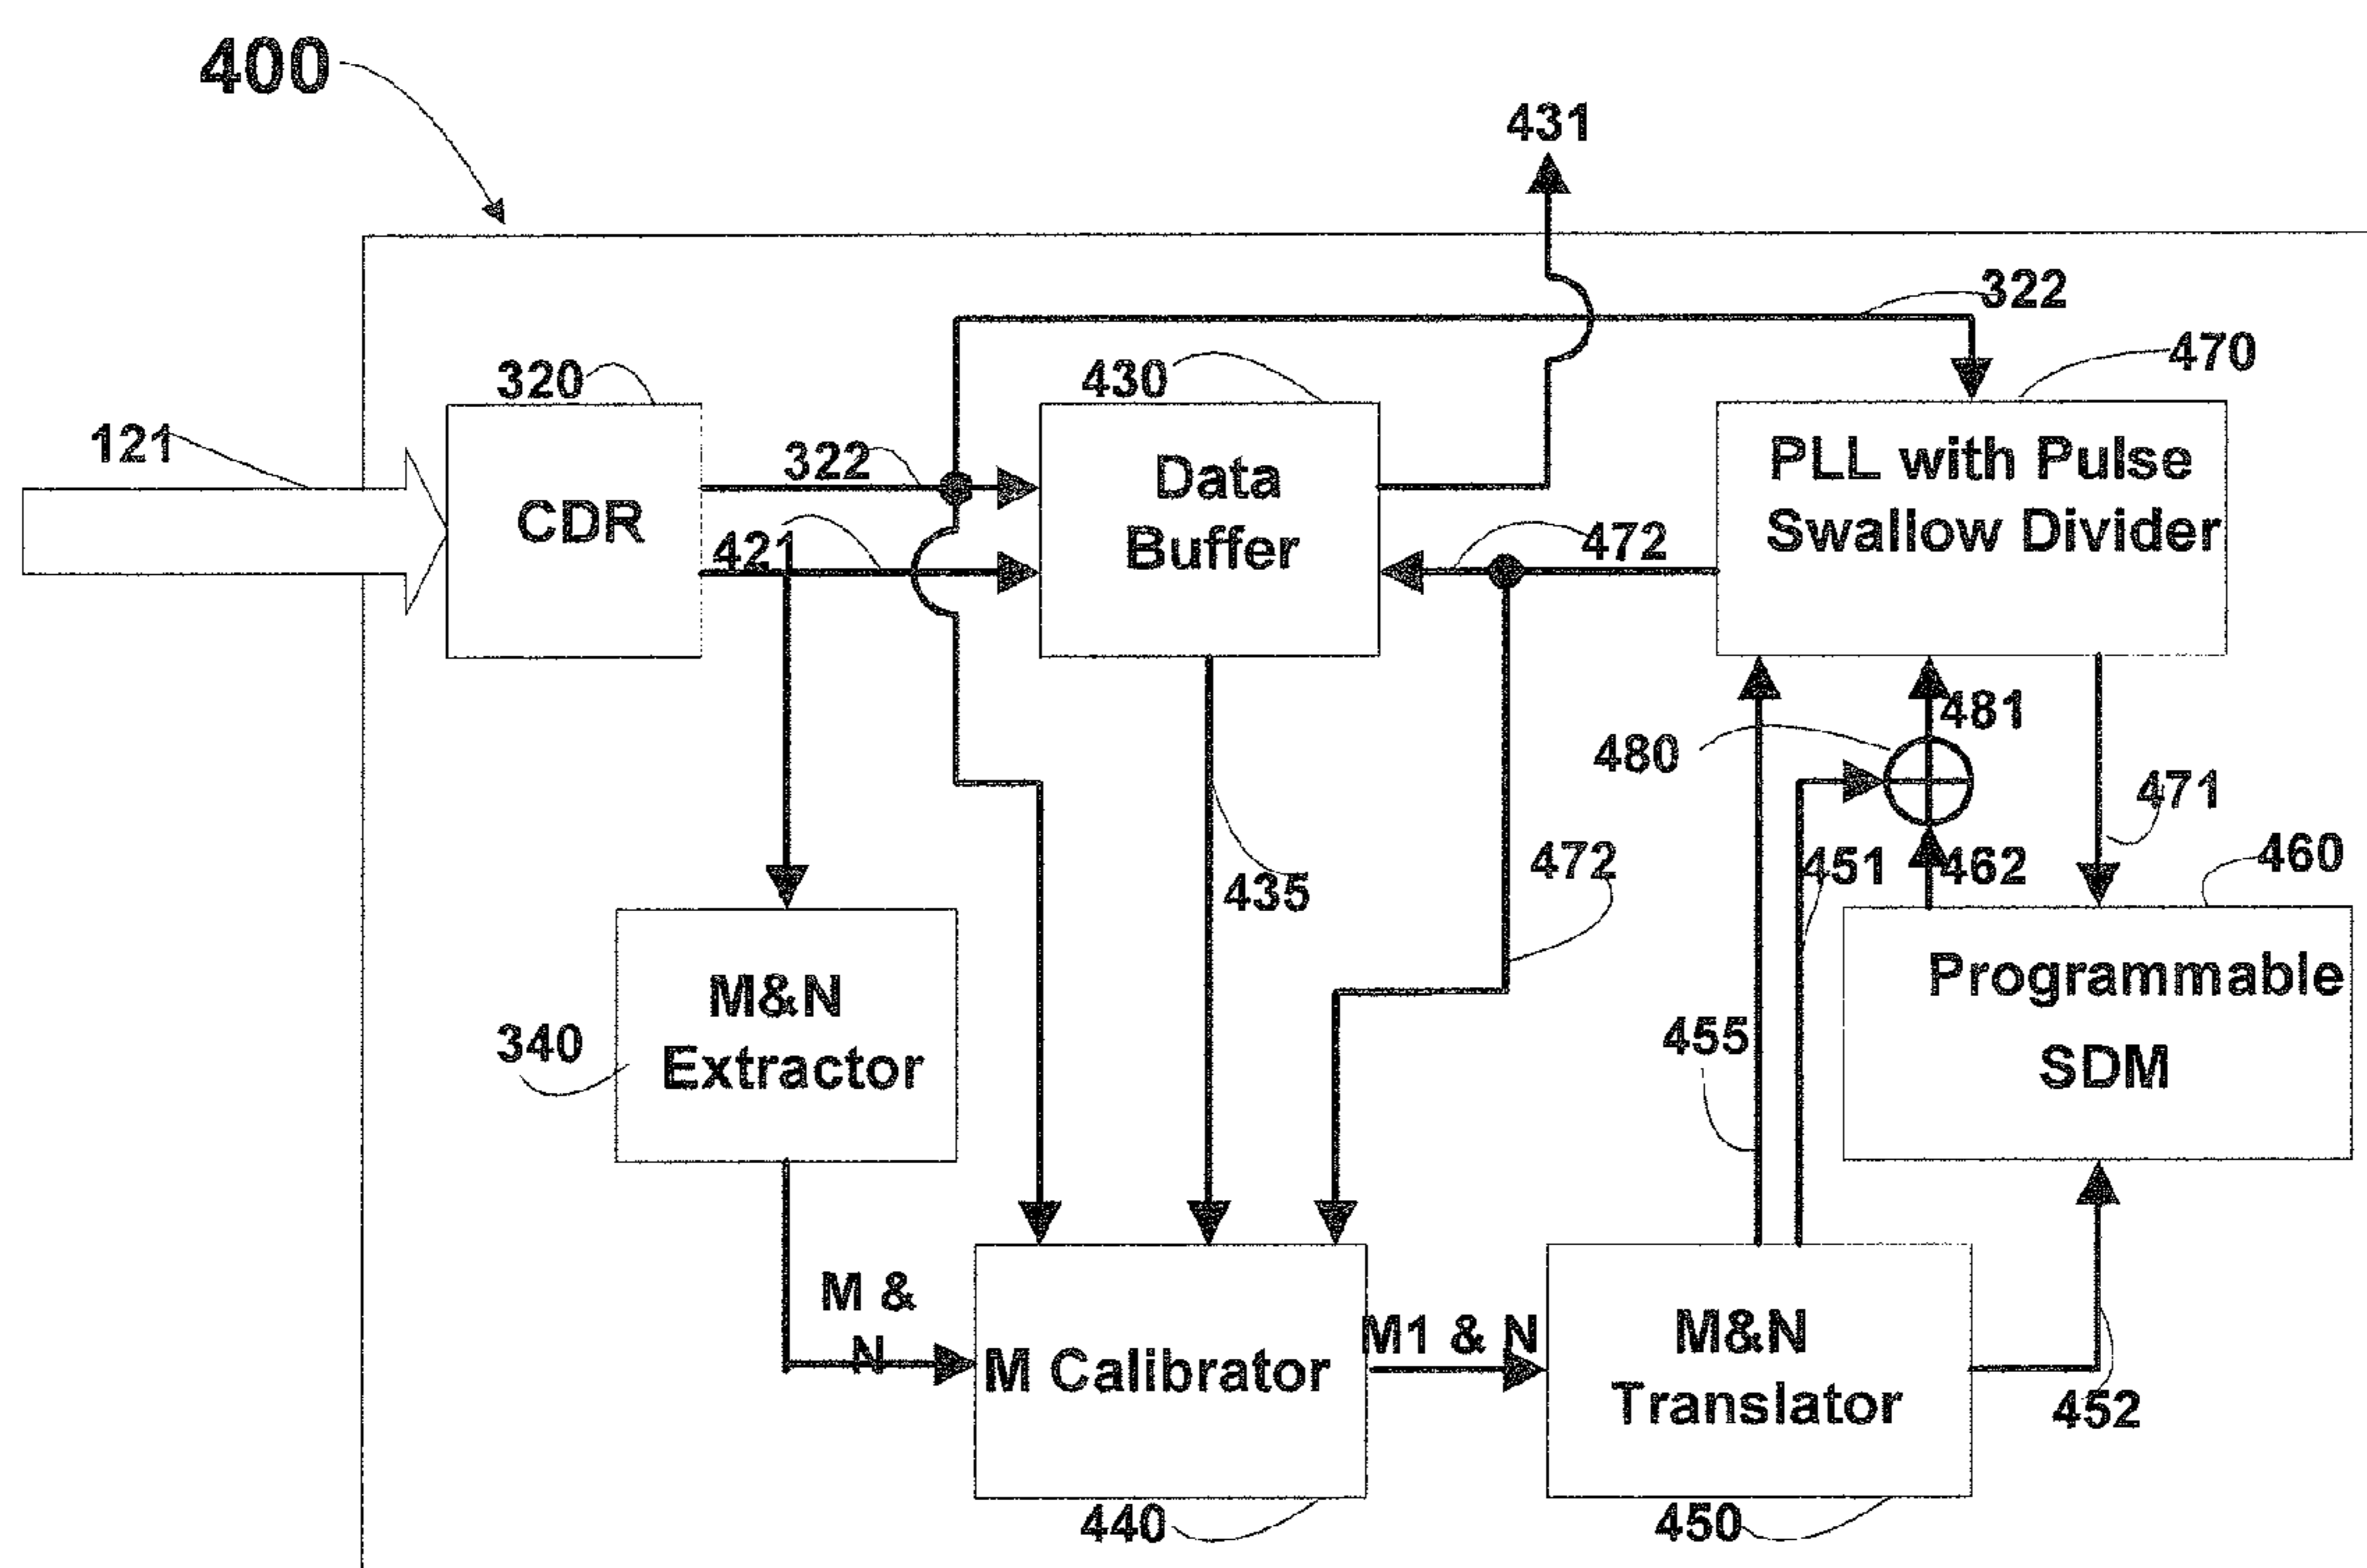 400
431
322
470
320
430
121
322
CDR
Data
Buffer
PLL with Pulse
Swallow Divider
421
472
481
480
471
472
451
462
460
435
M&N
Extractor
340
Programmable
SDM
455
M &
N
M Calibrator
M1 & N
M&N
Translator
452
440
450